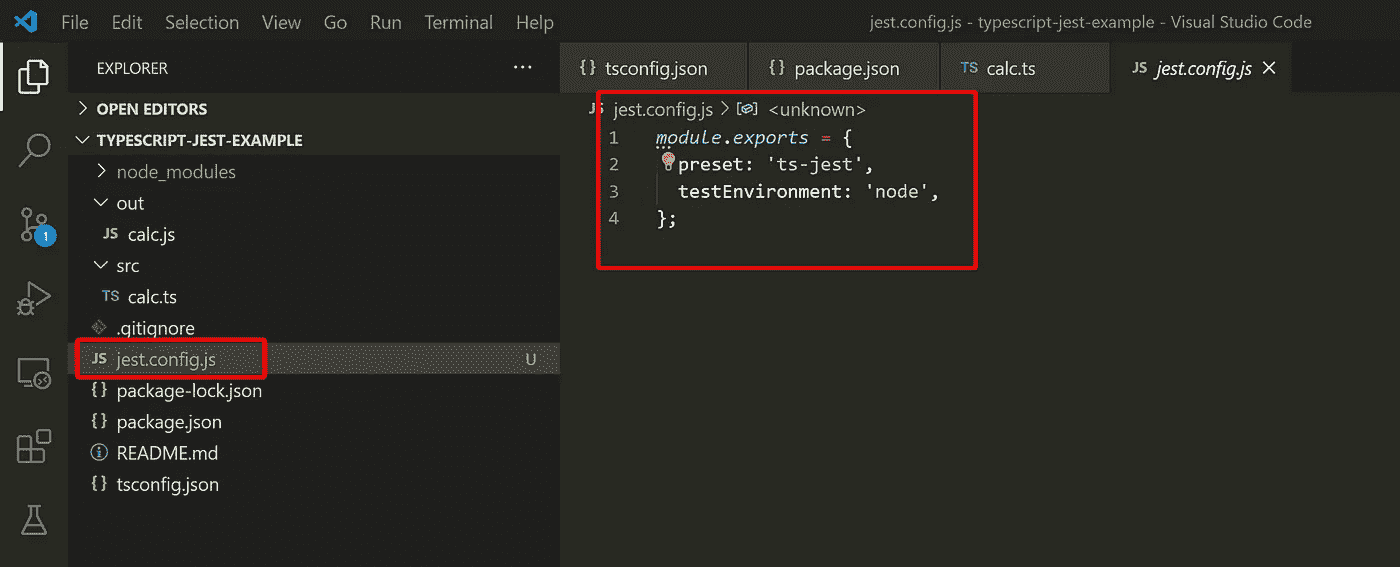 File Edit Selection View Go Run Terminal Help
jest.config.js - typescript-jest-example - Visual Studio Code
EXPLORER ...
OPEN EDITORS
TYPESCRIPT-JEST-EXAMPLE
node_modules
out
JS calc.js
src
TS calc.ts
.gitignore
JS jest.config.js U
{} package-lock.json
{} package.json
README.md
{} tsconfig.json
1
{} tsconfig.json
{} package.json
TS calc.ts
JS jest.config.js ×
JS jest.config.js > <unknown>
1 module.exports = {
2 preset: 'ts-jest',
3 testEnvironment: 'node',
4 };